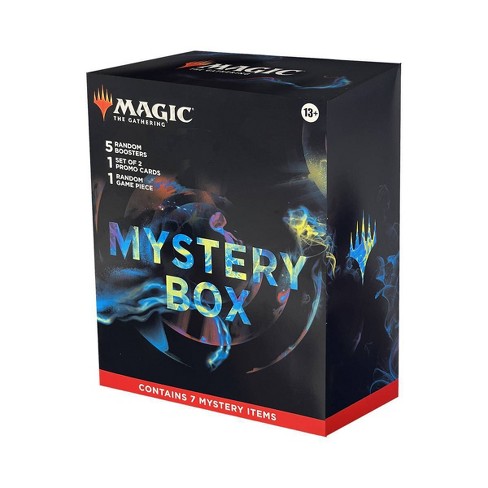 MAGIC
THE GATHERING
13+
5 RANDOM
BOOSTERS
1 SET OF 2
PROMO CARDS
1 RANDOM
GAME PIECE
MYSTERY
BOX
CONTAINS 7 MYSTERY ITEMS
MAGIC
THE GATHERING